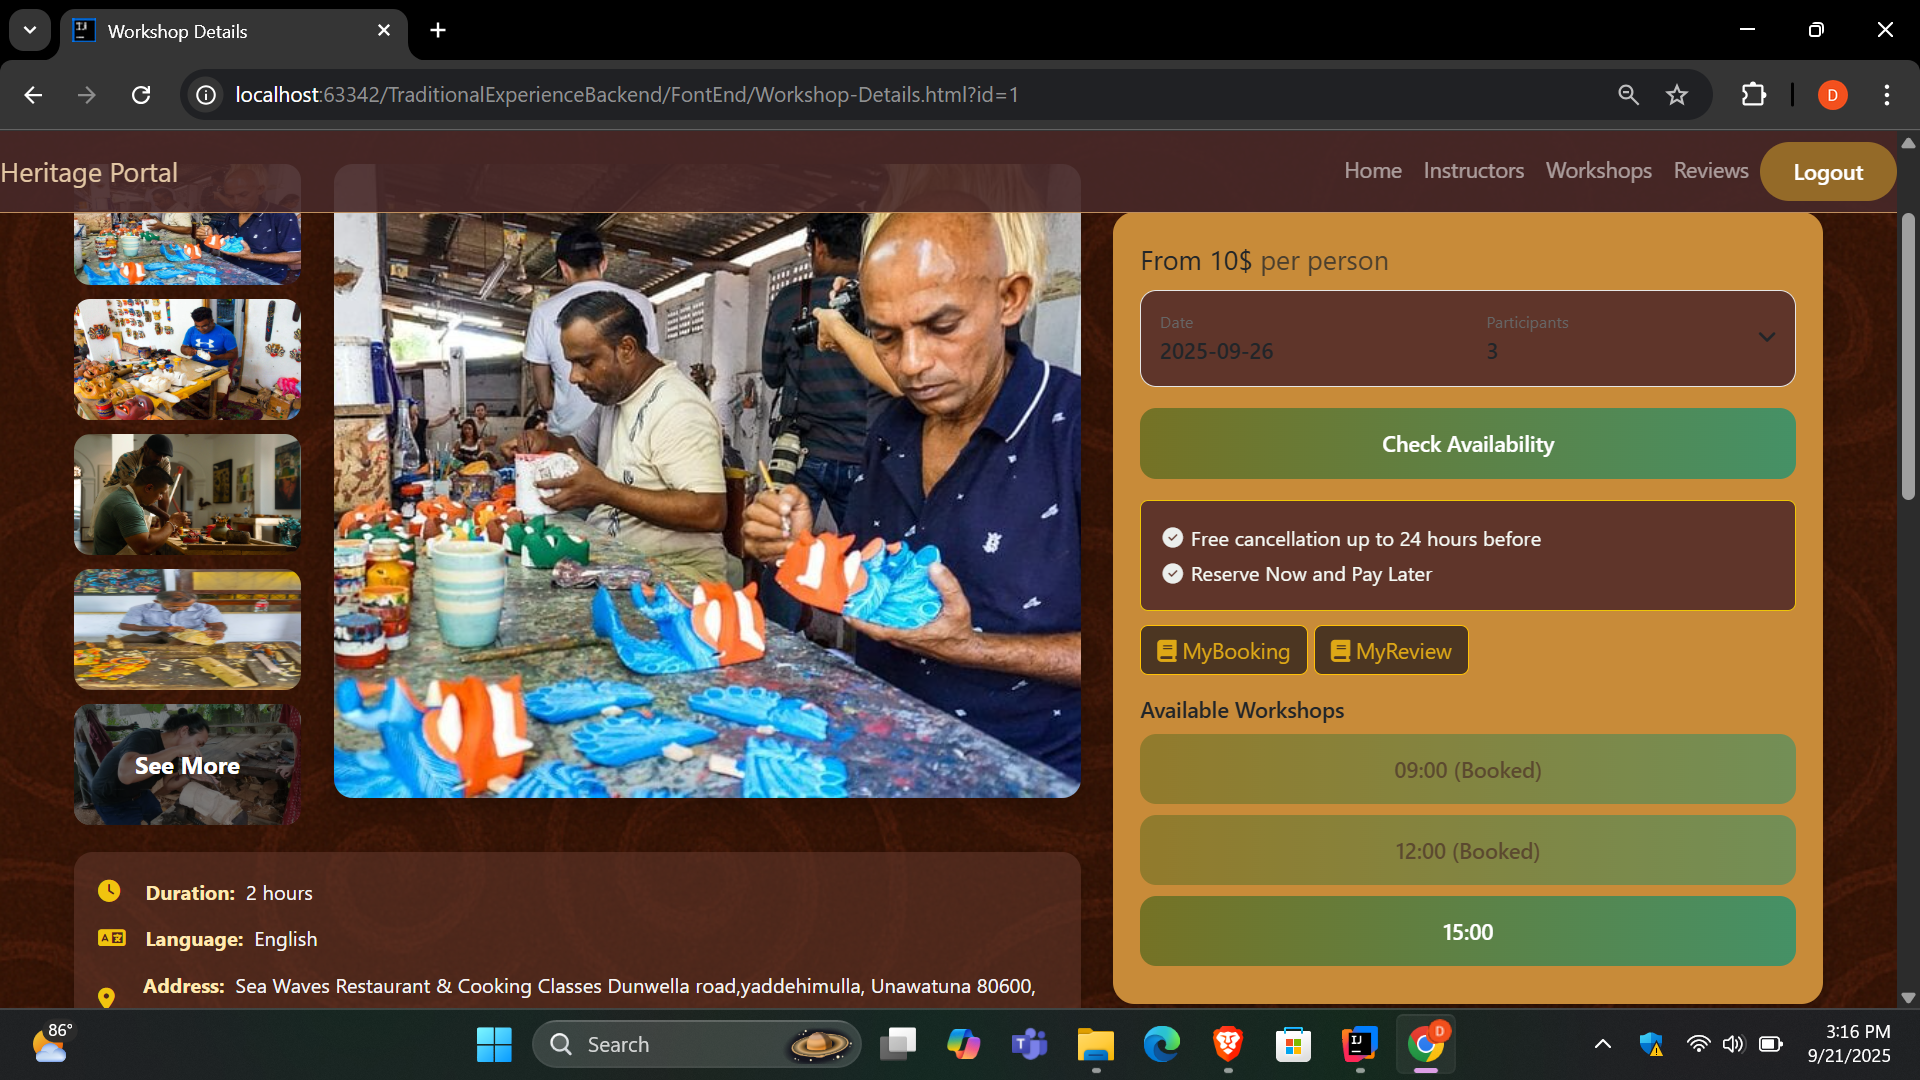 Workshop Details
localhost:63342/TraditionalExperienceBackend/FontEnd/Workshop-Details.html?id=1
D
Heritage Portal
Home
Instructors
Workshops
Reviews
Logout
See More
From 10$ per person
Date
2025-09-26
Participants
3
Check Availability
Free cancellation up to 24 hours before
Reserve Now and Pay Later
MyBooking
MyReview
Available Workshops
09:00 (Booked)
12:00 (Booked)
15:00
Duration: 2 hours
Language: English
Address: Sea Waves Restaurant & Cooking Classes Dunwella road,yaddehimulla, Unawatuna 80600,
86°
Search
D
3:16 PM
9/21/2025